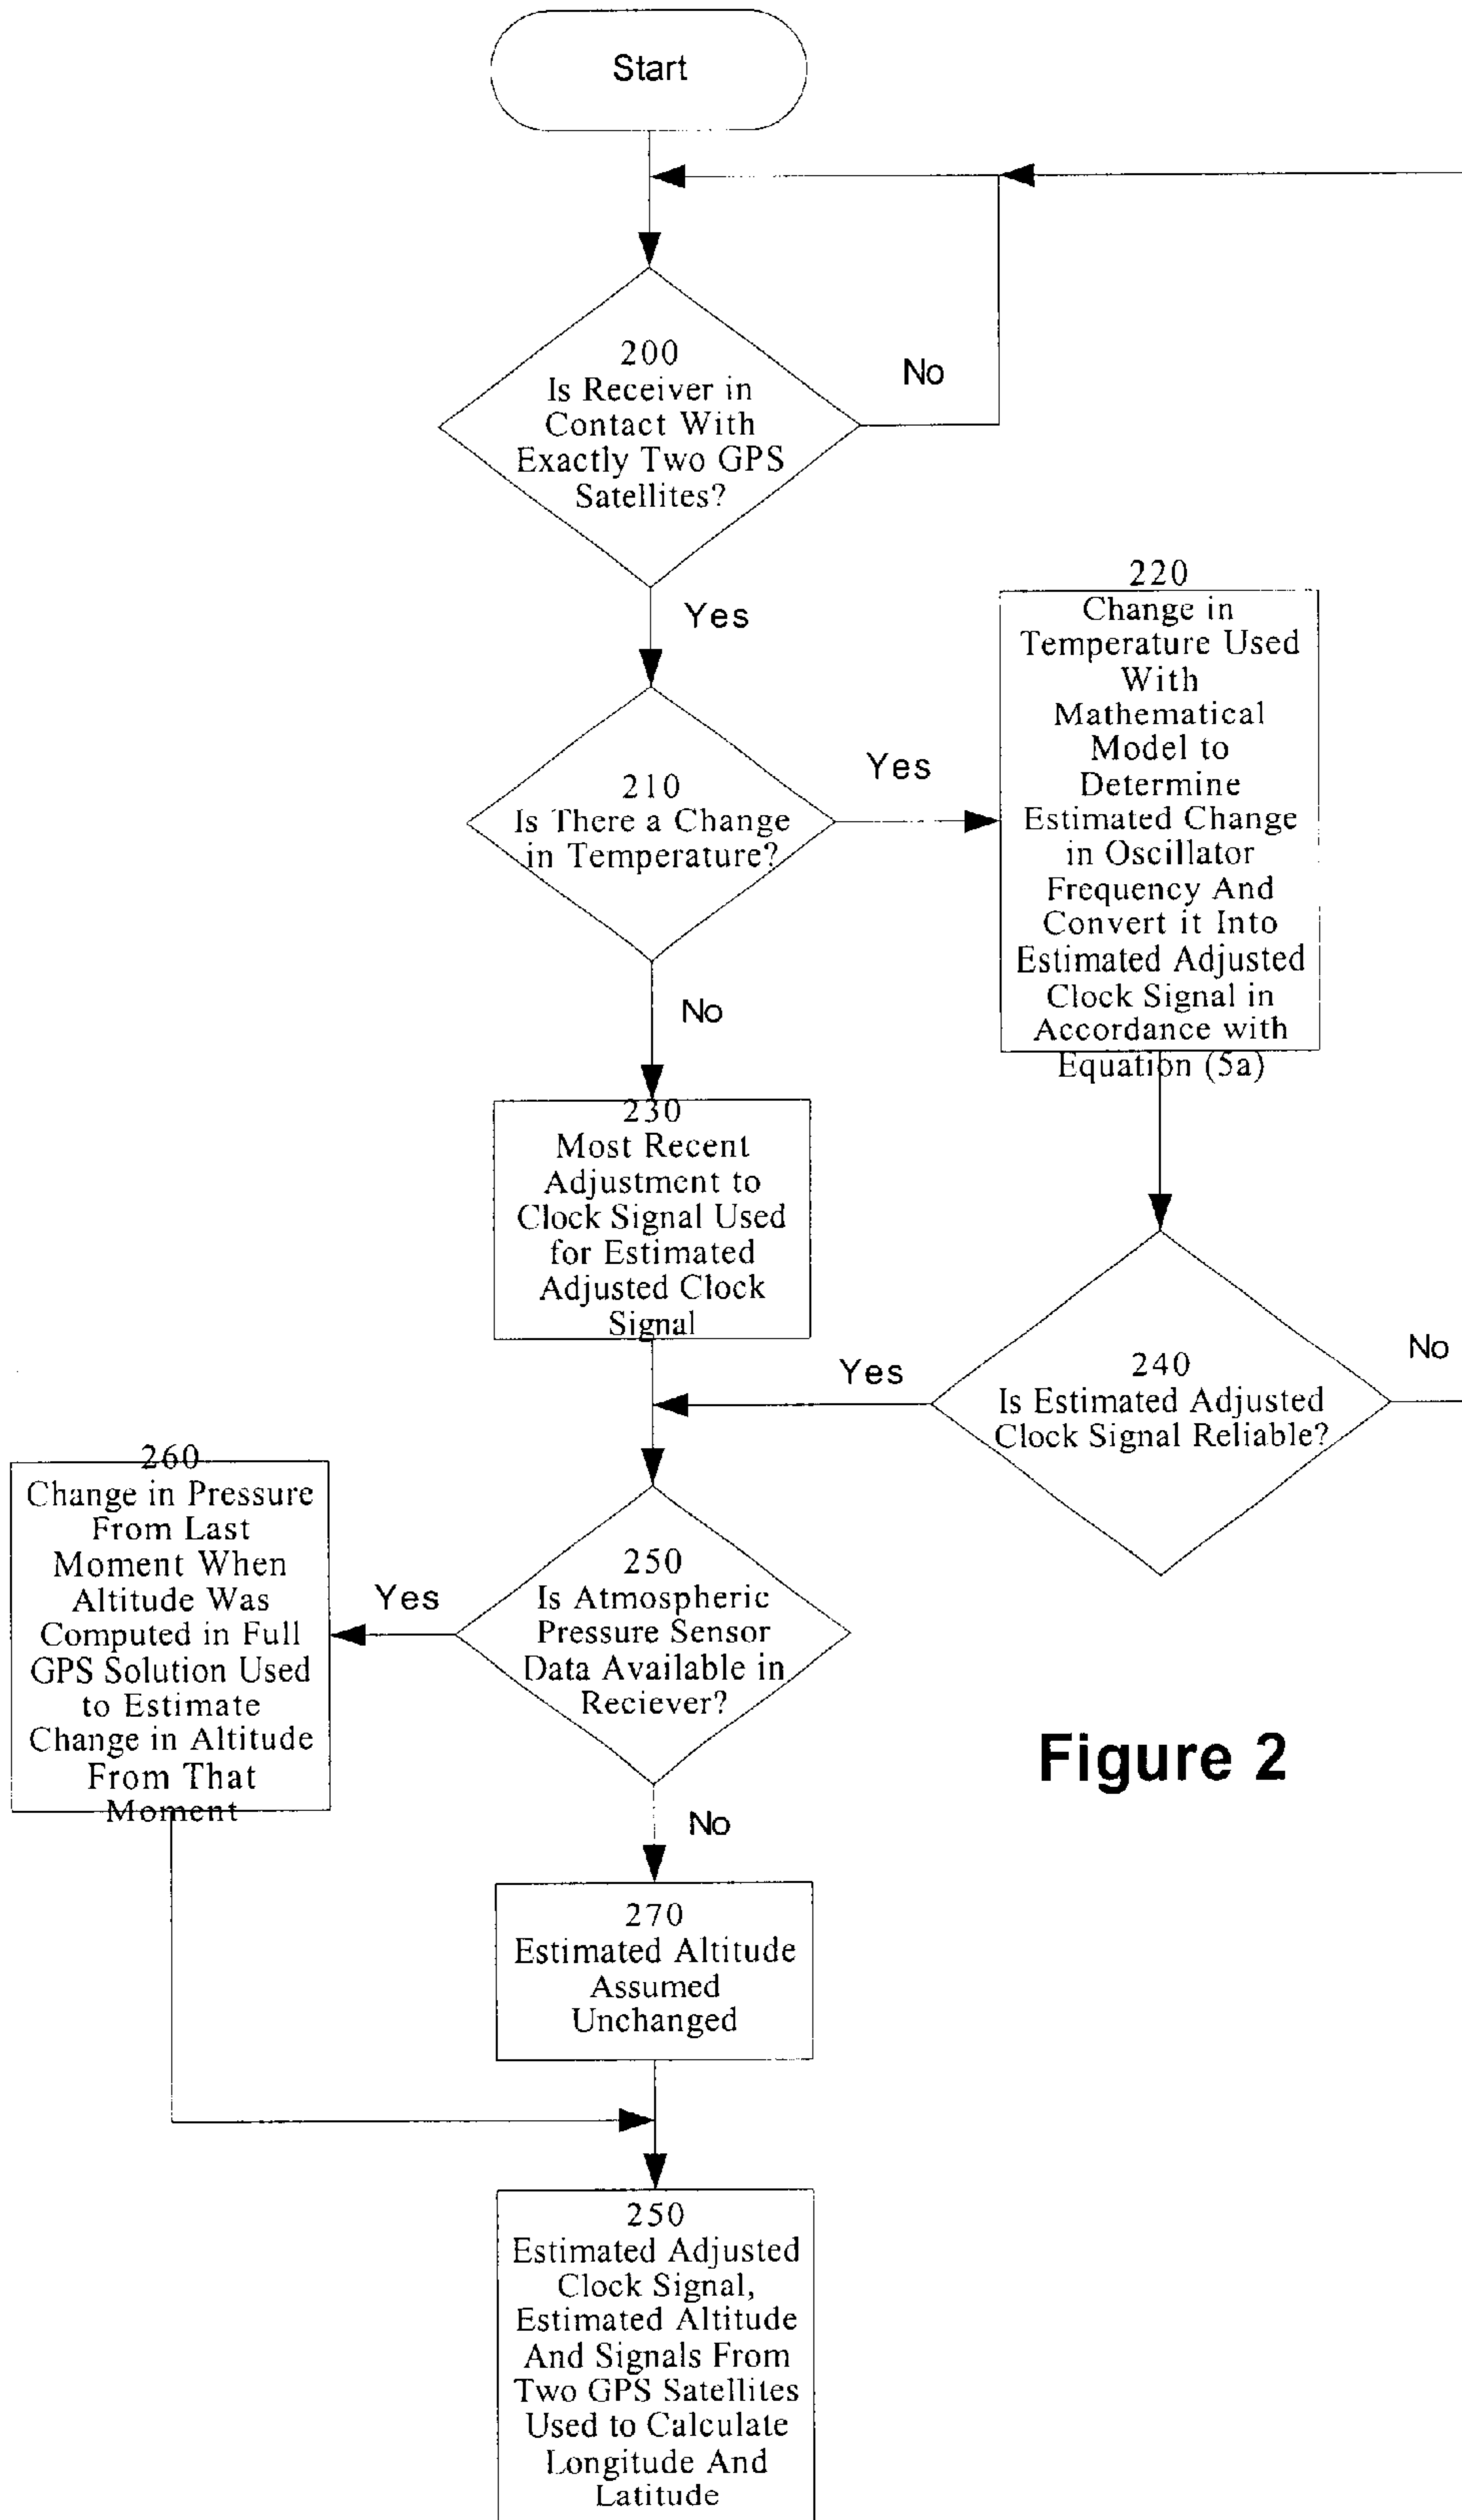 Start
200
Is Receiver in
Contact With
Exactly Two GPS
Satellites?
No
Yes
210
Is There a Change
in Temperature?
Yes
No
220
Change in
Temperature Used
With
Mathematical
Model to
Determine
Estimated Change
in Oscillator
Frequency And
Convert it Into
Estimated Adjusted
Clock Signal in
Accordance with
Equation (5a)
230
Most Recent
Adjustment to
Clock Signal Used
for Estimated
Adjusted Clock
Signal
240
Is Estimated Adjusted
Clock Signal Reliable?
Yes
No
250
Is Atmospheric
Pressure Sensor
Data Available in
Reciever?
Yes
No
260
Change in Pressure
From Last
Moment When
Altitude Was
Computed in Full
GPS Solution Used
to Estimate
Change in Altitude
From That
Moment
Figure 2
270
Estimated Altitude
Assumed
Unchanged
250
Estimated Adjusted
Clock Signal,
Estimated Altitude
And Signals From
Two GPS Satellites
Used to Calculate
Longitude And
Latitude